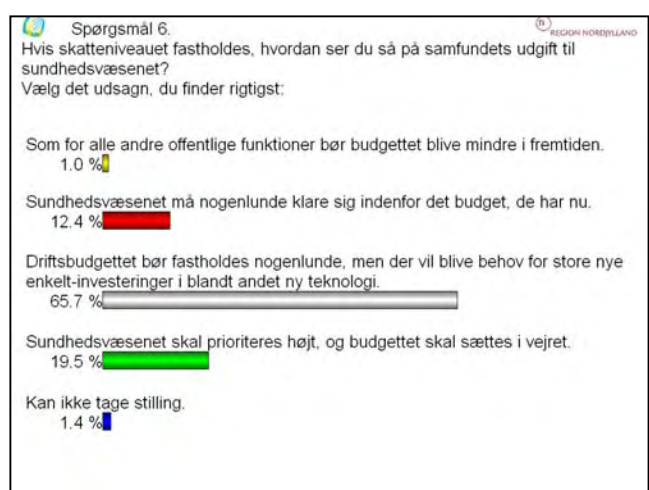 Spørgsmål 6.
REGION NORDJYLLAND
Hvis skatteniveauet fastholdes, hvordan ser du så på samfundets udgift til
sundhedsvæsenet?
Vælg det udsagn, du finder rigtigst:
Som for alle andre offentlige funktioner bør budgettet blive mindre i fremtiden.
1.0 %
Sundhedsvæsenet må nogenlunde klare sig indenfor det budget, de har nu.
12.4 %
Driftsbudgettet bør fastholdes nogenlunde, men der vil blive behov for store nye
enkelt-investeringer i blandt andet ny teknologi.
65.7 %
Sundhedsvæsenet skal prioriteres højt, og budgettet skal sættes i vejret.
19.5 %
Kan ikke tage stilling.
1.4 %